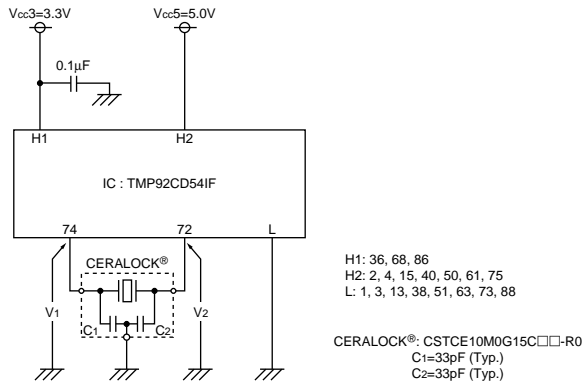 Vcc3=3.3V
Vcc5=5.0V
0.1µF
H1
H2
IC : TMP92CD54IF
74
72
L
CERALOCK®
V1
C1
C2
V2
H1: 36, 68, 86
H2: 2, 4, 15, 40, 50, 61, 75
L: 1, 3, 13, 38, 51, 63, 73, 88
CERALOCK®: CSTCE10M0G15C□□-R0
C1=33pF (Typ.)
C2=33pF (Typ.)